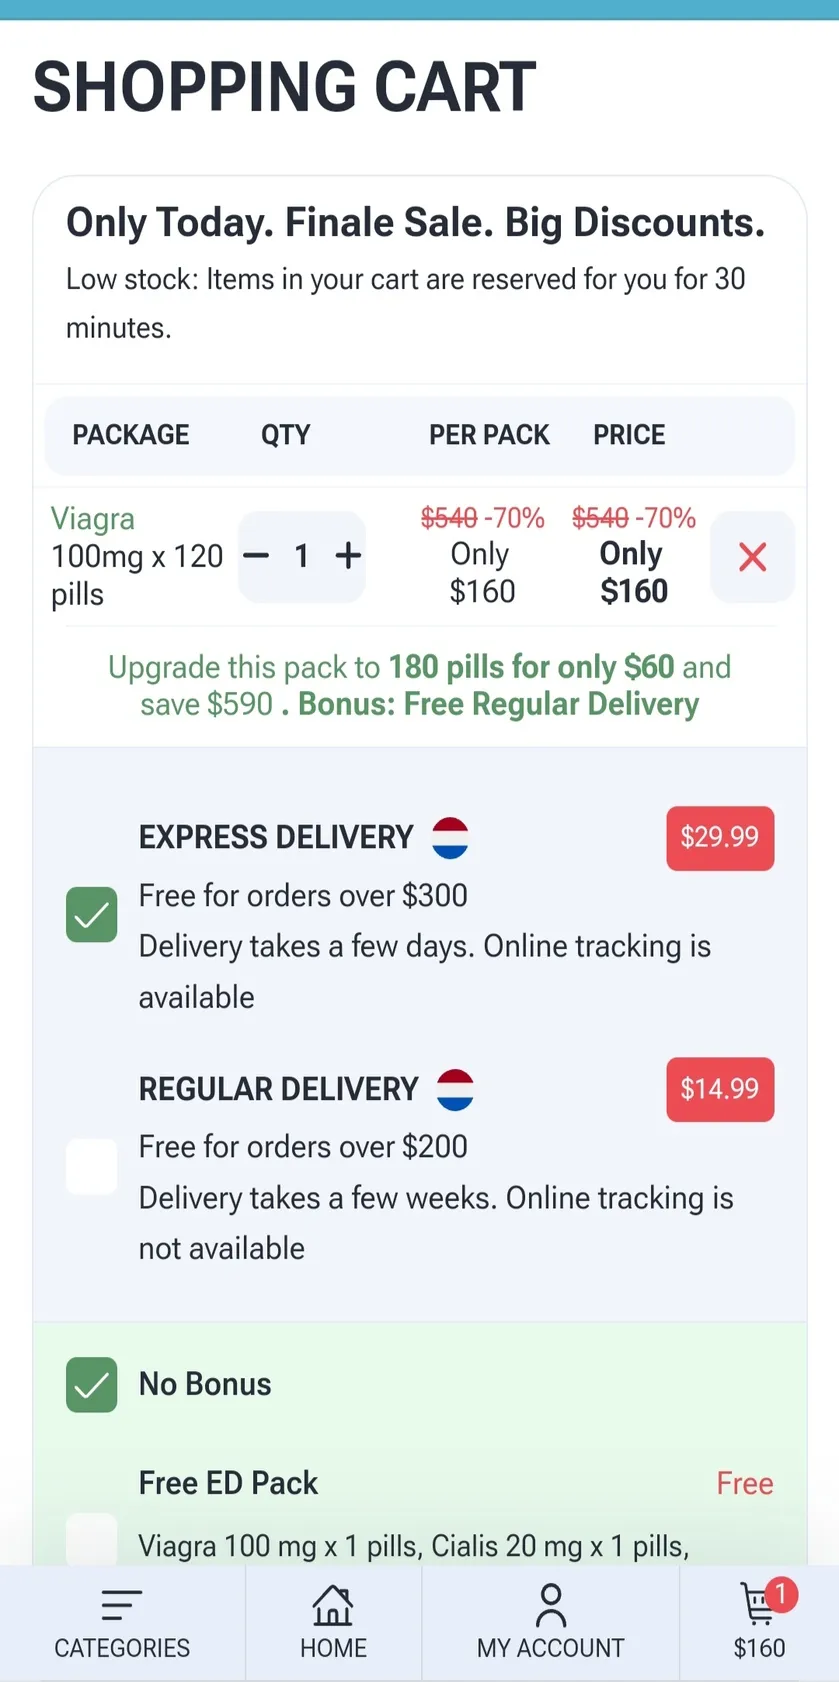 SHOPPING CART
Only Today. Finale Sale. Big Discounts.
Low stock: Items in your cart are reserved for you for 30
minutes.
PACKAGE QTY PER PACK PRICE
Viagra
100mg x 120
pills
− 1 +
$540 -70%
Only
$160
$540 -70%
Only
$160
Upgrade this pack to 180 pills for only $60 and
save $590 . Bonus: Free Regular Delivery
EXPRESS DELIVERY
$29.99
Free for orders over $300
Delivery takes a few days. Online tracking is
available
REGULAR DELIVERY
$14.99
Free for orders over $200
Delivery takes a few weeks. Online tracking is
not available
No Bonus
Free ED Pack
Free
Viagra 100 mg x 1 pills, Cialis 20 mg x 1 pills,
1
CATEGORIES HOME MY ACCOUNT $160